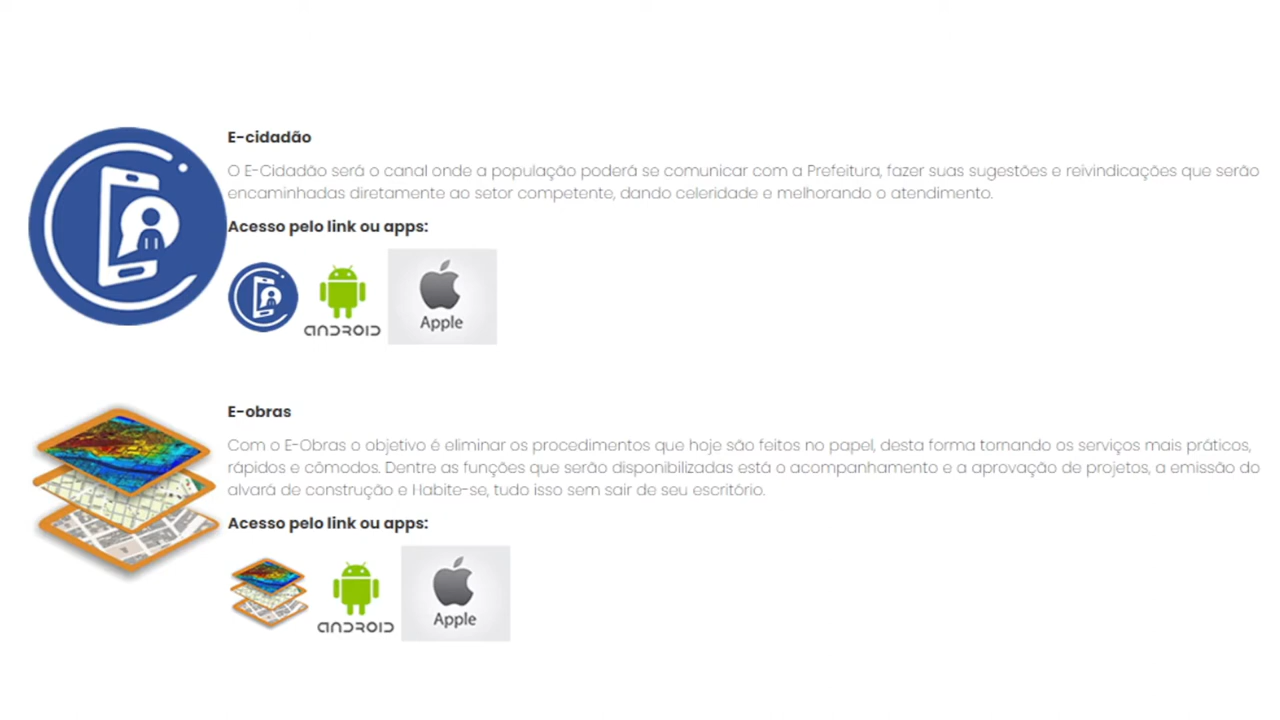 E-cidadão
O E-Cidadão será o canal onde a população poderá se comunicar com a Prefeitura, fazer suas sugestões e reivindicações que serão
encaminhadas diretamente ao setor competente, dando celeridade e melhorando o atendimento.
Acesso pelo link ou apps:
ANDROID
Apple
E-obras
Com o E-Obras o objetivo é eliminar os procedimentos que hoje são feitos no papel, desta forma tornando os serviços mais práticos,
rápidos e cômodos. Dentre as funções que serão disponibilizadas está o acompanhamento e a aprovação de projetos, a emissão do
alvará de construção e Habite-se, tudo isso sem sair de seu escritório.
Acesso pelo link ou apps:
ANDROID
Apple